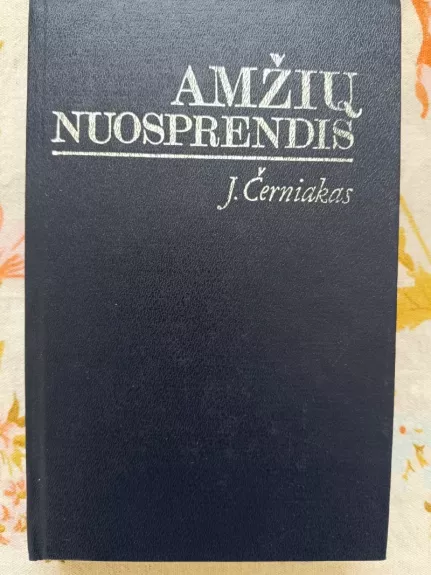 AMŽIŲ
NUOSPRENDIS
J. Černiakas